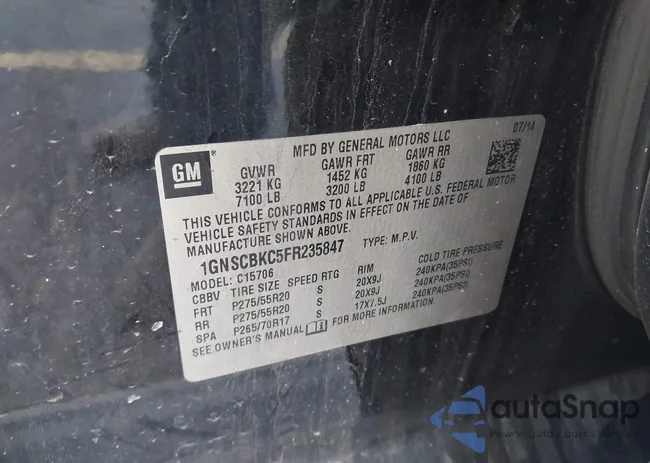 MFD BY GENERAL MOTORS LLC 07/14
GM
GVWR GAWR FRT GAWR RR
3221 KG 1452 KG 1860 KG
7100 LB 3200 LB 4100 LB
THIS VEHICLE CONFORMS TO ALL APPLICABLE U.S. FEDERAL MOTOR
VEHICLE SAFETY STANDARDS IN EFFECT ON THE DATE OF
MANUFACTURE SHOWN ABOVE.
1GNSCBKC5FR235847 TYPE: M.P.V.
MODEL: C15706
CBBV TIRE SIZE SPEED RTG RIM COLD TIRE PRESSURE
FRT P275/55R20 S 20X9J 240KPA(35PSI)
RR P275/55R20 S 20X9J 240KPA(35PSI)
SPA P265/70R17 S 17X7.5J 240KPA(35PSI)
SEE OWNER'S MANUAL FOR MORE INFORMATION.
autaSnap
Pewne auta z aukcji